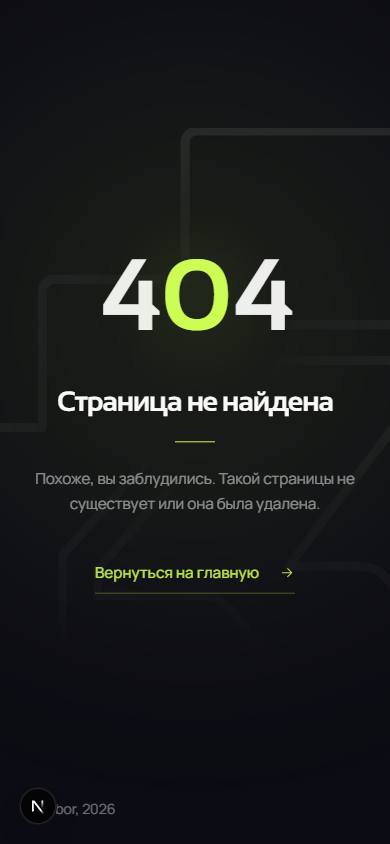 404
Страница не найдена
Похоже, вы заблудились. Такой страницы не
существует или она была удалена.
Вернуться на главную →
N
bor, 2026